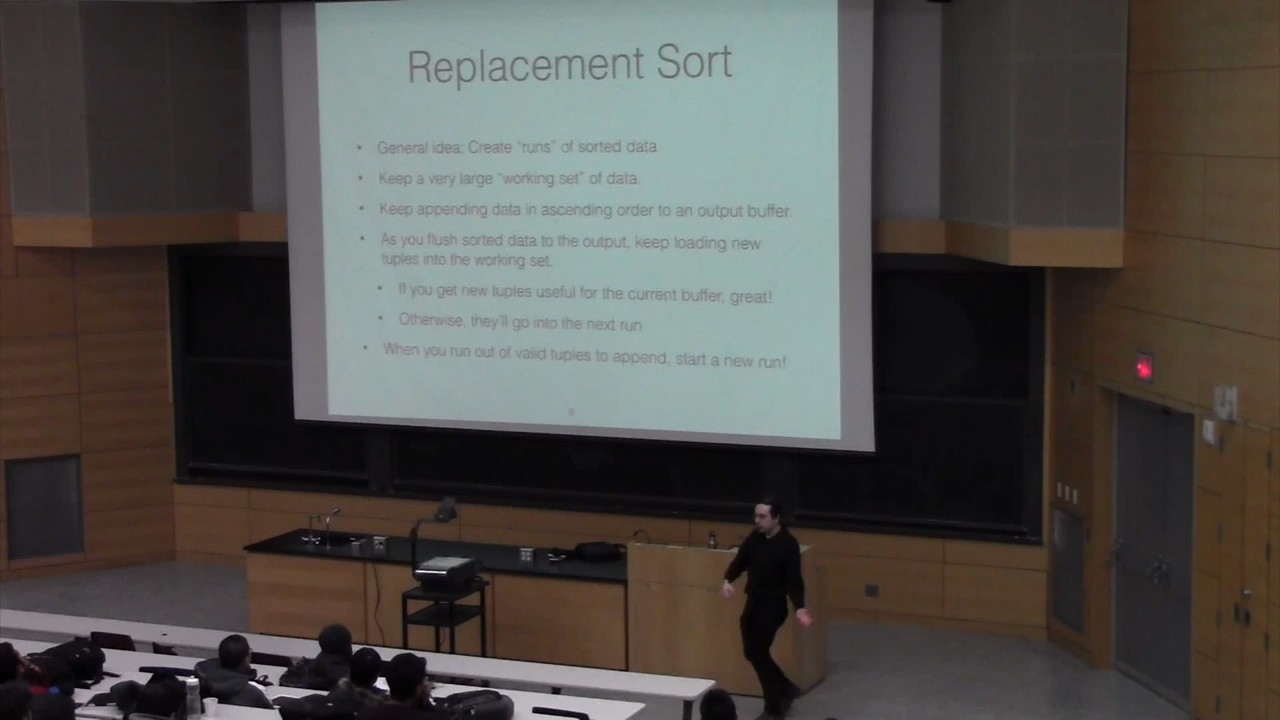 Replacement Sort
• General idea: Create "runs" of sorted data
• Keep a very large "working set" of data.
• Keep appending data in ascending order to an output buffer.
• As you flush sorted data to the output, keep loading new
tuples into the working set.
• If you get new tuples useful for the current buffer, great!
• Otherwise, they'll go into the next run
• When you run out of valid tuples to append, start a new run!